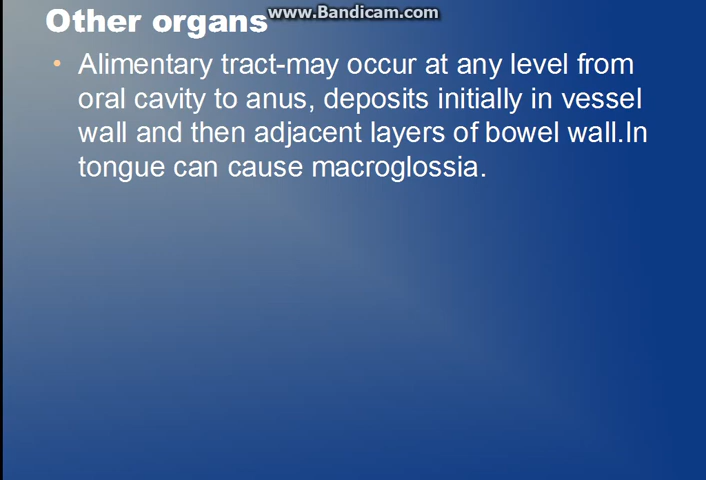 www.Bandicam.com
Other organs
• Alimentary tract-may occur at any level from
oral cavity to anus, deposits initially in vessel
wall and then adjacent layers of bowel wall.In
tongue can cause macroglossia.